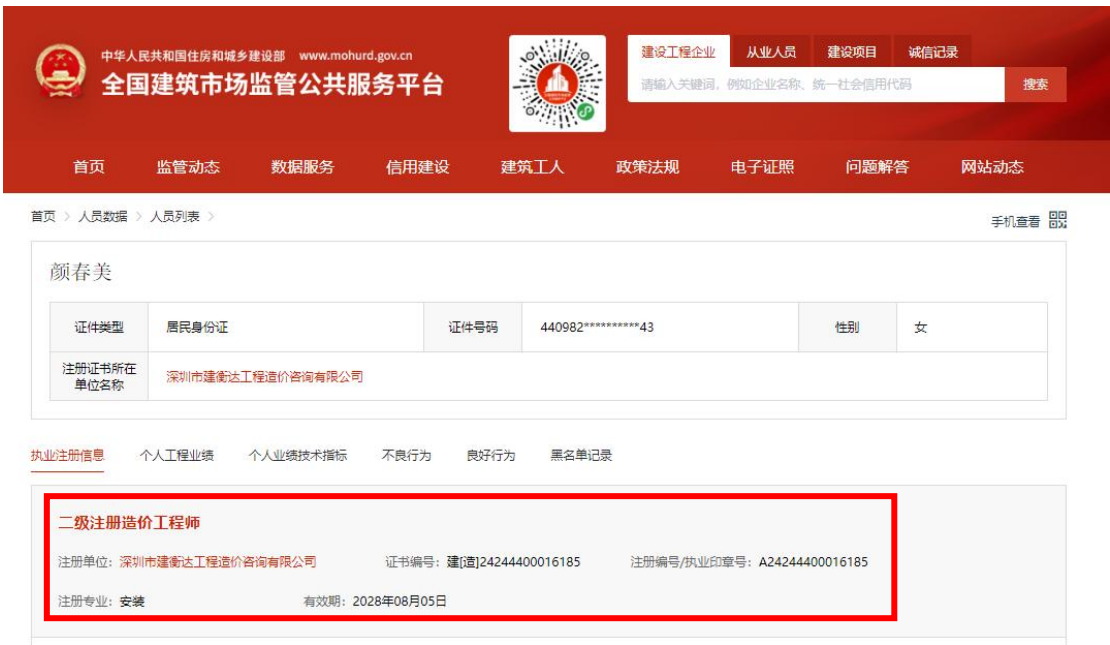 中华人民共和国住房和城乡建设部 www.mohurd.gov.cn
全国建筑市场监管公共服务平台
建设工程企业 从业人员 建设项目 诚信记录
请输入关键词，例如企业名称、统一社会信用代码 搜索
首页 监管动态 数据服务 信用建设 建筑工人 政策法规 电子证照 问题解答 网站动态
首页 > 人员数据 > 人员列表 >
手机查看
颜春美
证件类型 居民身份证 证件号码 440982**********43 性别 女
注册证书所在
单位名称 深圳市建衡达工程造价咨询有限公司
执业注册信息 个人工程业绩 个人业绩技术指标 不良行为 良好行为 黑名单记录
二级注册造价工程师
注册单位：深圳市建衡达工程造价咨询有限公司 证书编号：建[造]24244400016185 注册编号/执业印章号：A24244400016185
注册专业：安装 有效期：2028年08月05日